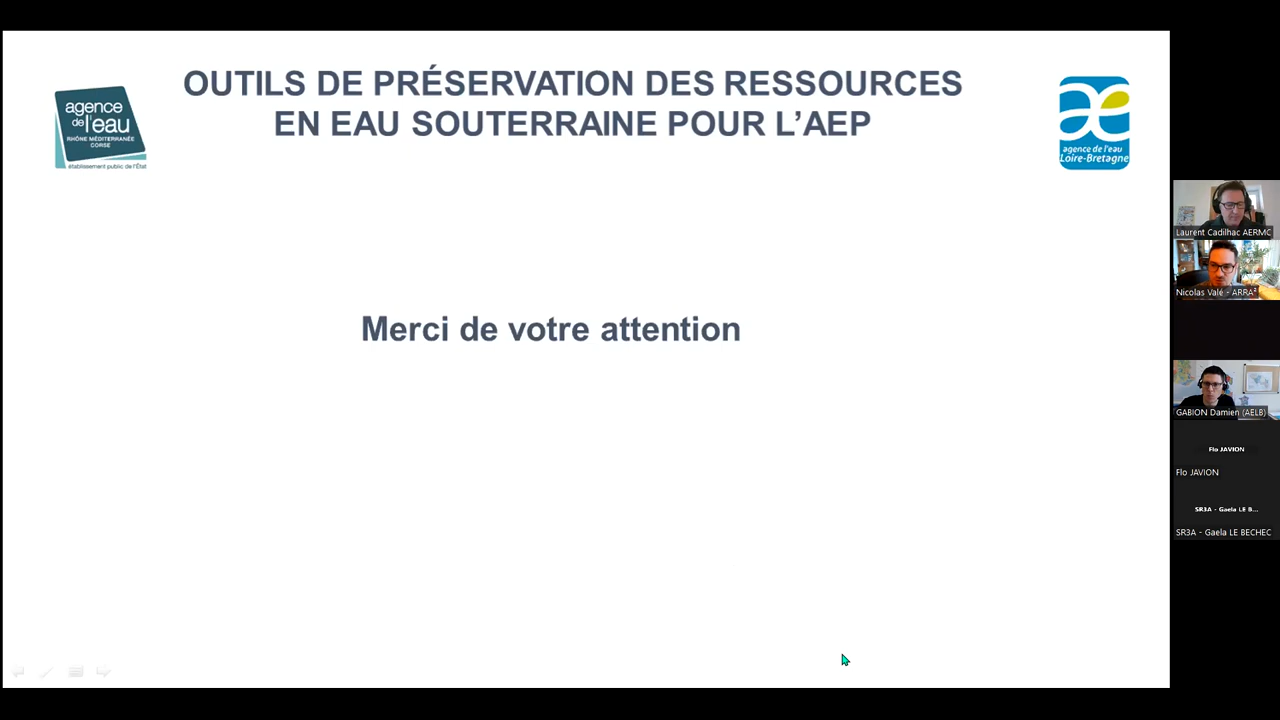 OUTILS DE PRÉSERVATION DES RESSOURCES
EN EAU SOUTERRAINE POUR L'AEP
agence
de l'eau
RHÔNE MÉDITERRANÉE
CORSE
établissement public de l'État
agence de l'eau
Loire-Bretagne
Merci de votre attention
Laurent Cadilhac AERMC
Nicolas Valé - ARRA²
GABION Damien (AELB)
Flo JAVION
Flo JAVION
SR3A - Gaela LE B...
SR3A - Gaela LE BECHEC